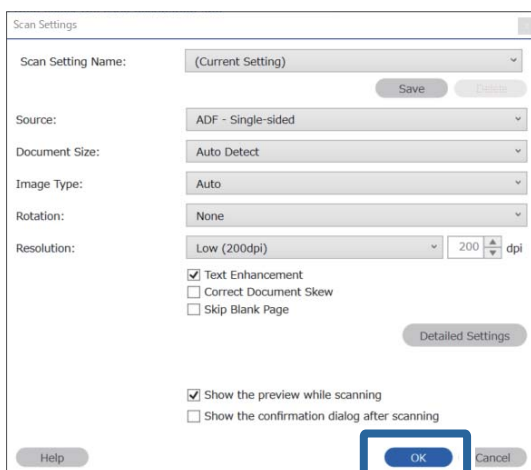 Scan Settings
Scan Setting Name: (Current Setting)
Save Delete
Source: ADF - Single-sided
Document Size: Auto Detect
Image Type: Auto
Rotation: None
Resolution: Low (200dpi) 200 dpi
Text Enhancement
Correct Document Skew
Skip Blank Page
Detailed Settings
Show the preview while scanning
Show the confirmation dialog after scanning
Help OK Cancel